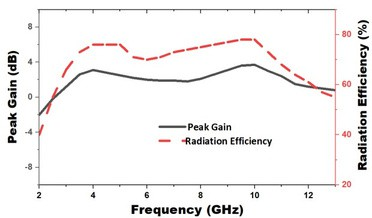 8
4
0
-4
-8
80
60
40
20
2 4 6 8 10 12
Peak Gain (dB)
Radiation Efficiency (%)
Peak Gain
Radiation Efficiency
Frequency (GHz)